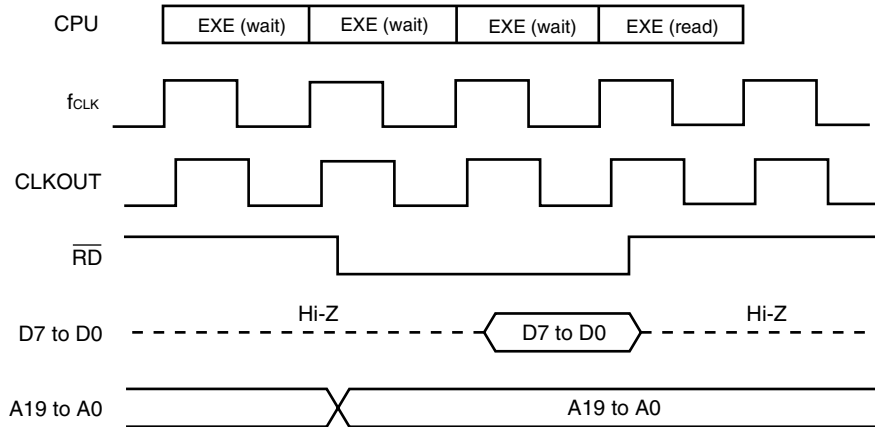 CPU EXE (wait) EXE (wait) EXE (wait) EXE (read)
fCLK
CLKOUT
RD
Hi-Z Hi-Z
D7 to D0 D7 to D0
A19 to A0 A19 to A0